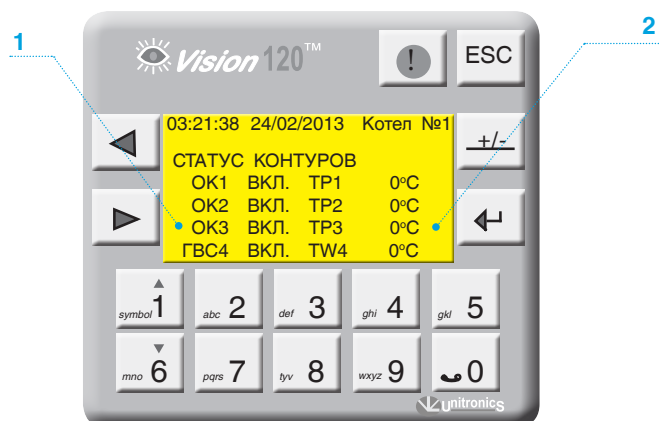 1
2
Vision 120™
!
ESC
03:21:38 24/02/2013 Котел №1
+/-
СТАТУС КОНТУРОВ
ОК1 ВКЛ. ТР1 0°C
ОК2 ВКЛ. ТР2 0°C
ОК3 ВКЛ. ТР3 0°C
ГВС4 ВКЛ. TW4 0°C
symbol 1
abc 2
def 3
ghi 4
gkl 5
mno 6
pqrs 7
tyv 8
wxyz 9
0
UnitronicS